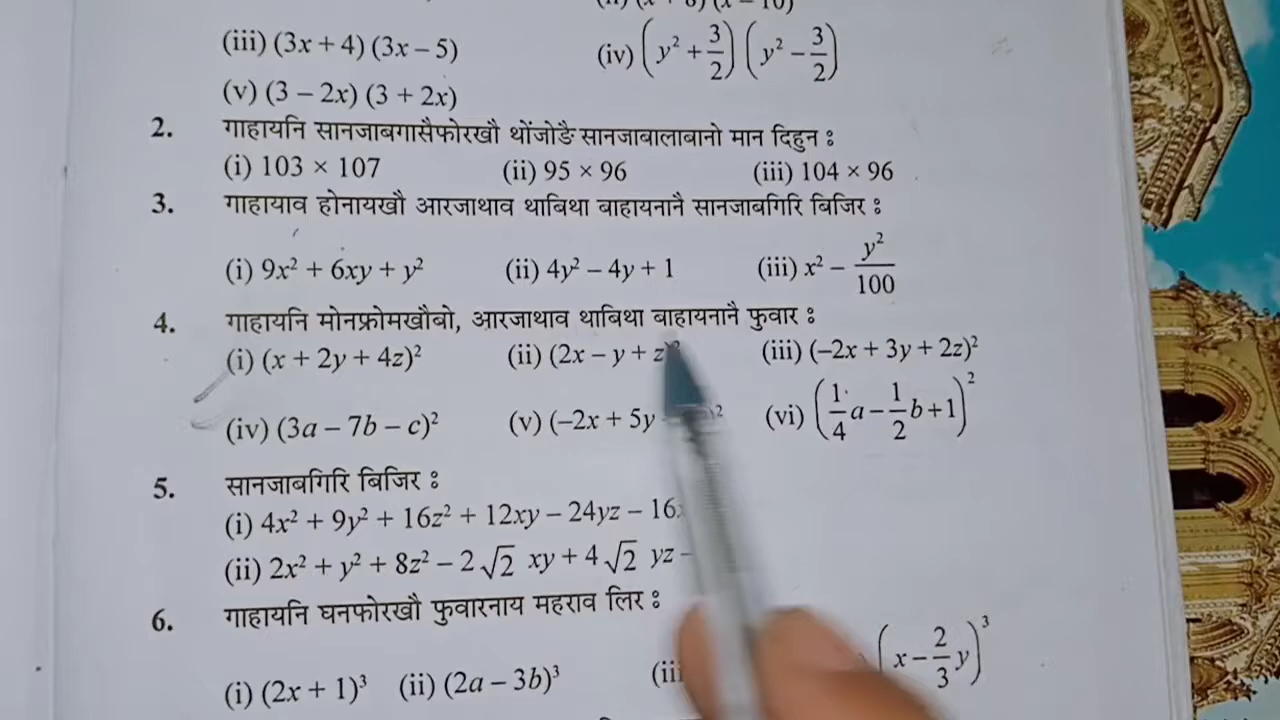 (iii) (3x + 4) (3x – 5) (iv) (y² + 3/2) (y² – 3/2)
(v) (3 – 2x) (3 + 2x)
2. गाहायनि सानजाबगासैफोरखौ थोंजोङै सानजाबालाबानो मान दिहुन ः
(i) 103 × 107 (ii) 95 × 96 (iii) 104 × 96
3. गाहायाव होनायखौ आरजाथाव थाबिथा बाहायनानै सानजाबगिरि बिजिर ः
(i) 9x² + 6xy + y² (ii) 4y² – 4y + 1 (iii) x² – y²/100
4. गाहायनि मोनफ्रोमखौबो, आरजाथाव थाबिथा बाहायनानै फुवार ः
(i) (x + 2y + 4z)² (ii) (2x – y + z)² (iii) (–2x + 3y + 2z)²
(iv) (3a – 7b – c)² (v) (–2x + 5y )² (vi) (1/4 a – 1/2 b + 1)²
5. सानजाबगिरि बिजिर ः
(i) 4x² + 9y² + 16z² + 12xy – 24yz – 16
(ii) 2x² + y² + 8z² – 2√2 xy + 4√2 yz –
6. गाहायनि घनफोरखौ फुवारनाय महराव लिर ः
(i) (2x + 1)³ (ii) (2a – 3b)³ (iii (x – 2/3 y)³